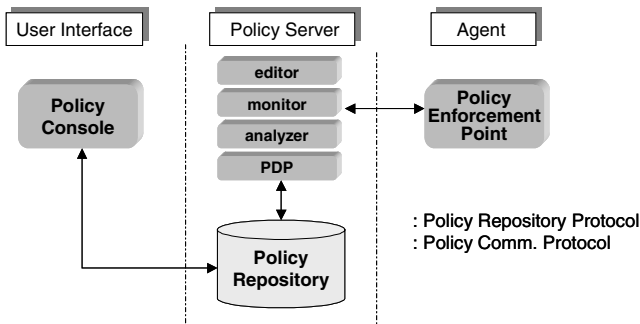 User Interface
Policy Server
Agent
Policy
Console
editor
monitor
analyzer
PDP
Policy
Enforcement
Point
Policy
Repository
: Policy Repository Protocol
: Policy Comm. Protocol